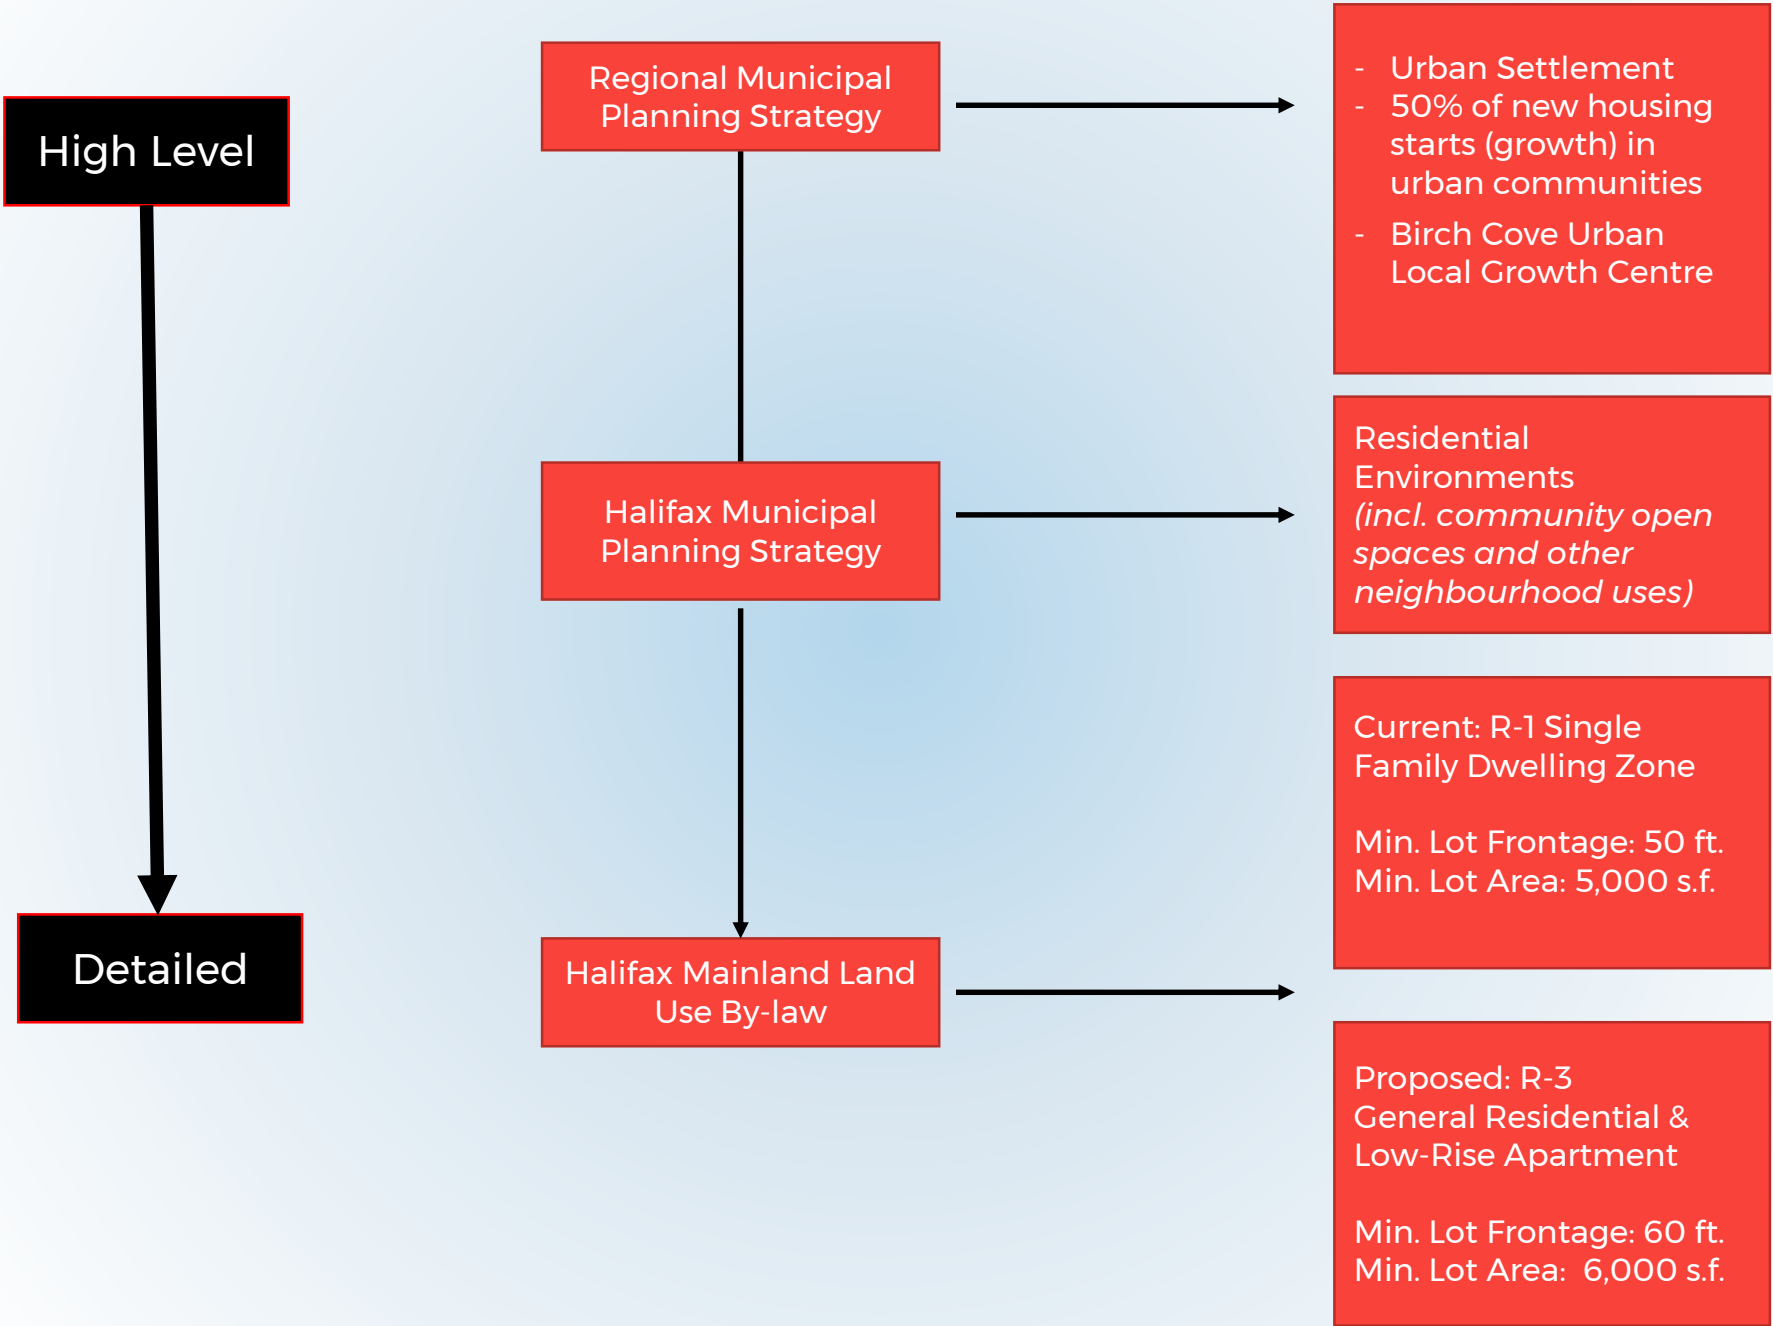 High Level
Detailed
Regional Municipal
Planning Strategy
Halifax Municipal
Planning Strategy
Halifax Mainland Land
Use By-law
- Urban Settlement
- 50% of new housing
starts (growth) in
urban communities
- Birch Cove Urban
Local Growth Centre
Residential
Environments
(incl. community open
spaces and other
neighbourhood uses)
Current: R-1 Single
Family Dwelling Zone
Min. Lot Frontage: 50 ft.
Min. Lot Area: 5,000 s.f.
Proposed: R-3
General Residential &
Low-Rise Apartment
Min. Lot Frontage: 60 ft.
Min. Lot Area: 6,000 s.f.